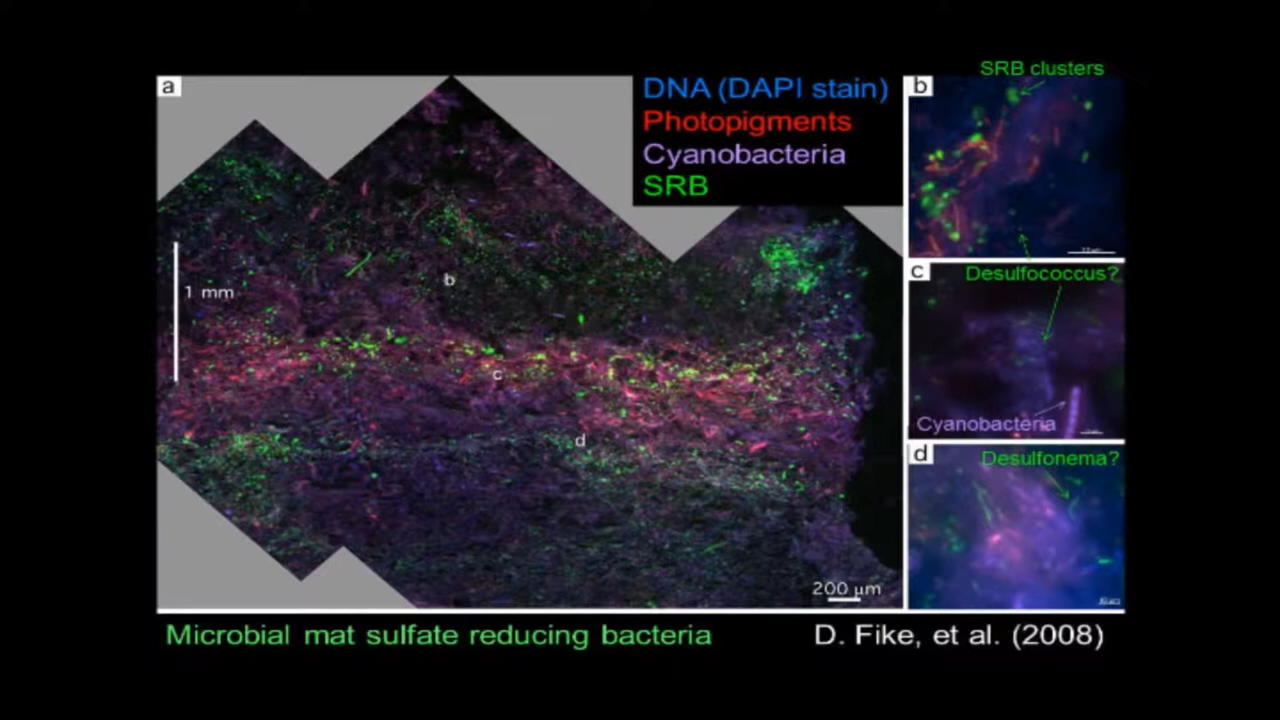 a
DNA (DAPI stain)
Photopigments
Cyanobacteria
SRB
b
SRB clusters
1 mm
b
c
d
200 µm
c
Desulfococcus?
Cyanobacteria
d
Desulfonema?
Microbial mat sulfate reducing bacteria
D. Fike, et al. (2008)